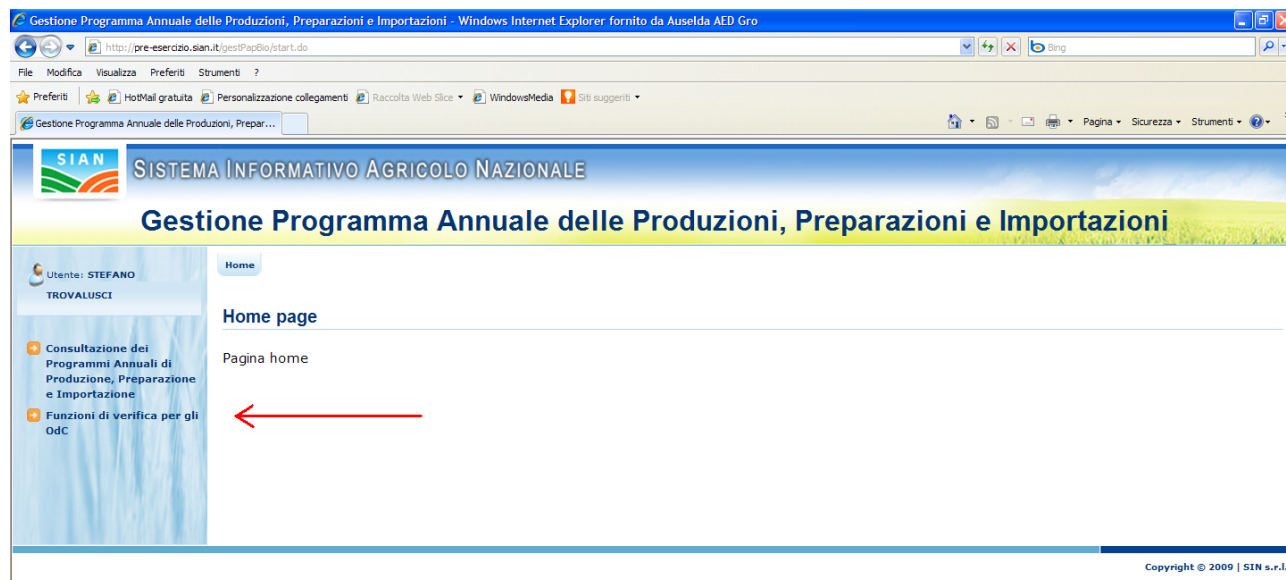 Gestione Programma Annuale delle Produzioni, Preparazioni e Importazioni - Windows Internet Explorer fornito da Auselda AED Gro
http://pre-esercizio.sian.it/gestPapBio/start.do
Bing
File Modifica Visualizza Preferiti Strumenti ?
Preferiti HotMail gratuita Personalizzazione collegamenti Raccolta Web Slice WindowsMedia Siti suggeriti
Gestione Programma Annuale delle Produzioni, Prepar...
Pagina Sicurezza Strumenti
SIAN
SISTEMA INFORMATIVO AGRICOLO NAZIONALE
Gestione Programma Annuale delle Produzioni, Preparazioni e Importazioni
Utente: STEFANO
TROVALUSCI
Home
Home page
Pagina home
Consultazione dei
Programmi Annuali di
Produzione, Preparazione
e Importazione
Funzioni di verifica per gli
OdC
Copyright © 2009 | SIN s.r.l.